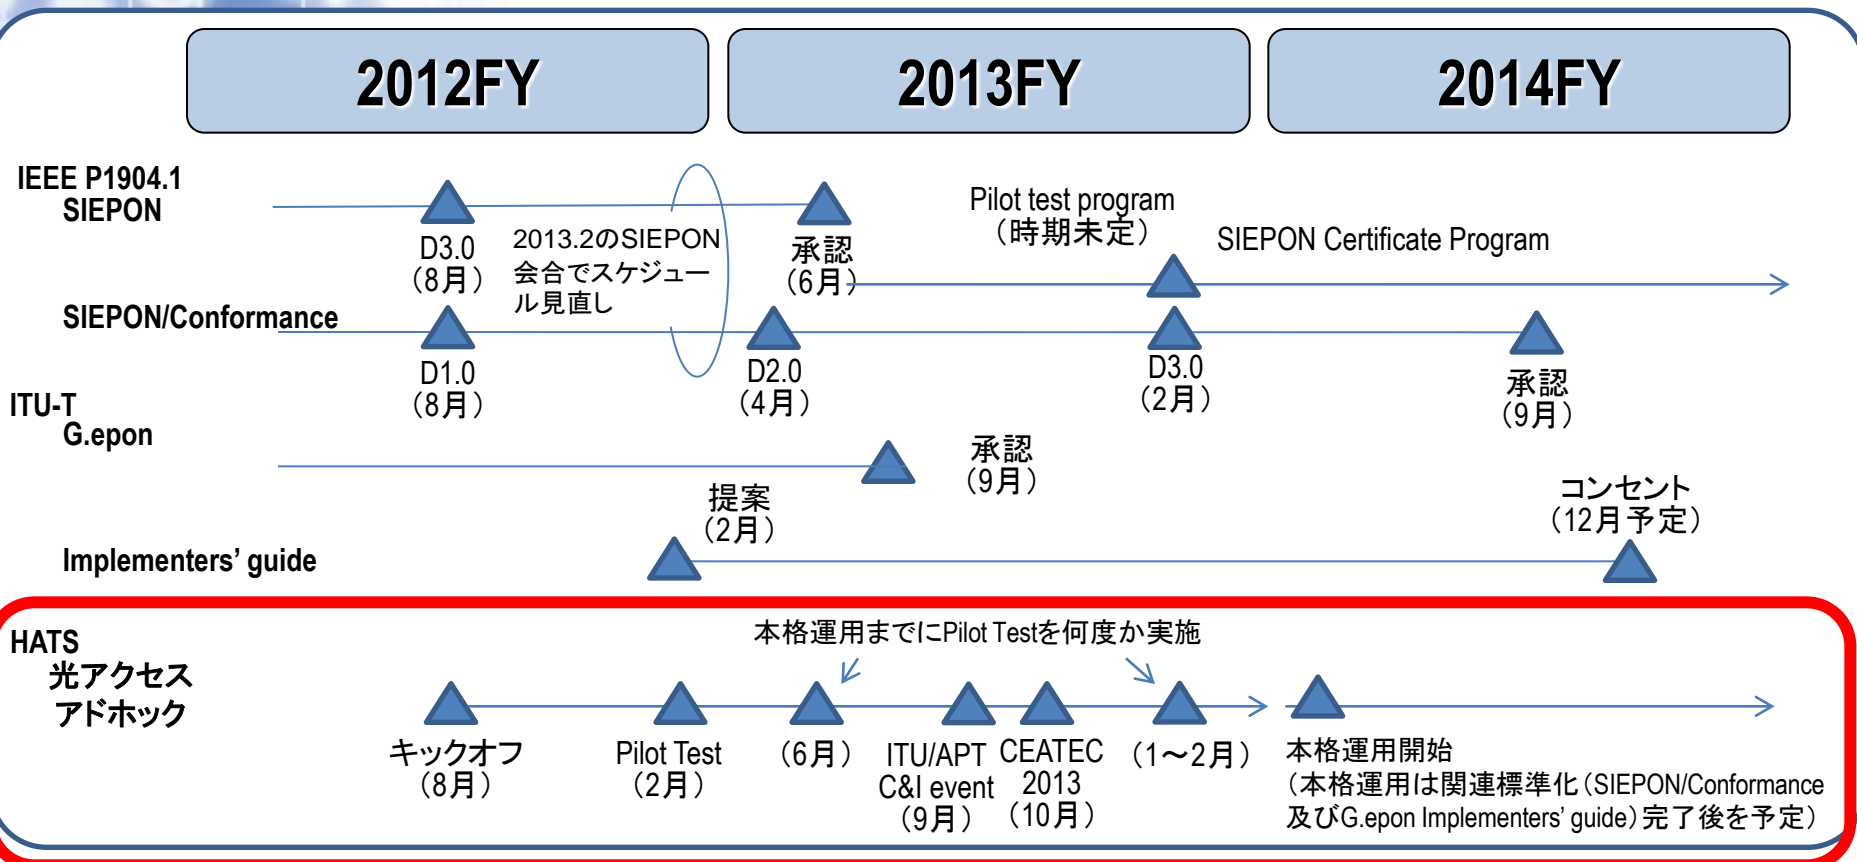 2012FY
2013FY
2014FY
IEEE P1904.1
SIEPON
D3.0
（8月）
2013.2のSIEPON
会合でスケジュー
ル見直し
承認
（6月）
Pilot test program
（時期未定）
SIEPON Certificate Program
SIEPON/Conformance
D1.0
（8月）
D2.0
（4月）
D3.0
（2月）
承認
（9月）
ITU-T
G.epon
承認
（9月）
Implementers’ guide
提案
（2月）
コンセント
（12月予定）
HATS
光アクセス
アドホック
本格運用までにPilot Testを何度か実施
キックオフ
（8月）
Pilot Test
（2月）
（6月）
ITU/APT
C&I event
（9月）
CEATEC
2013
（10月）
（1～2月）
本格運用開始
（本格運用は関連標準化（SIEPON/Conformance
及びG.epon Implementers’ guide）完了後を予定）